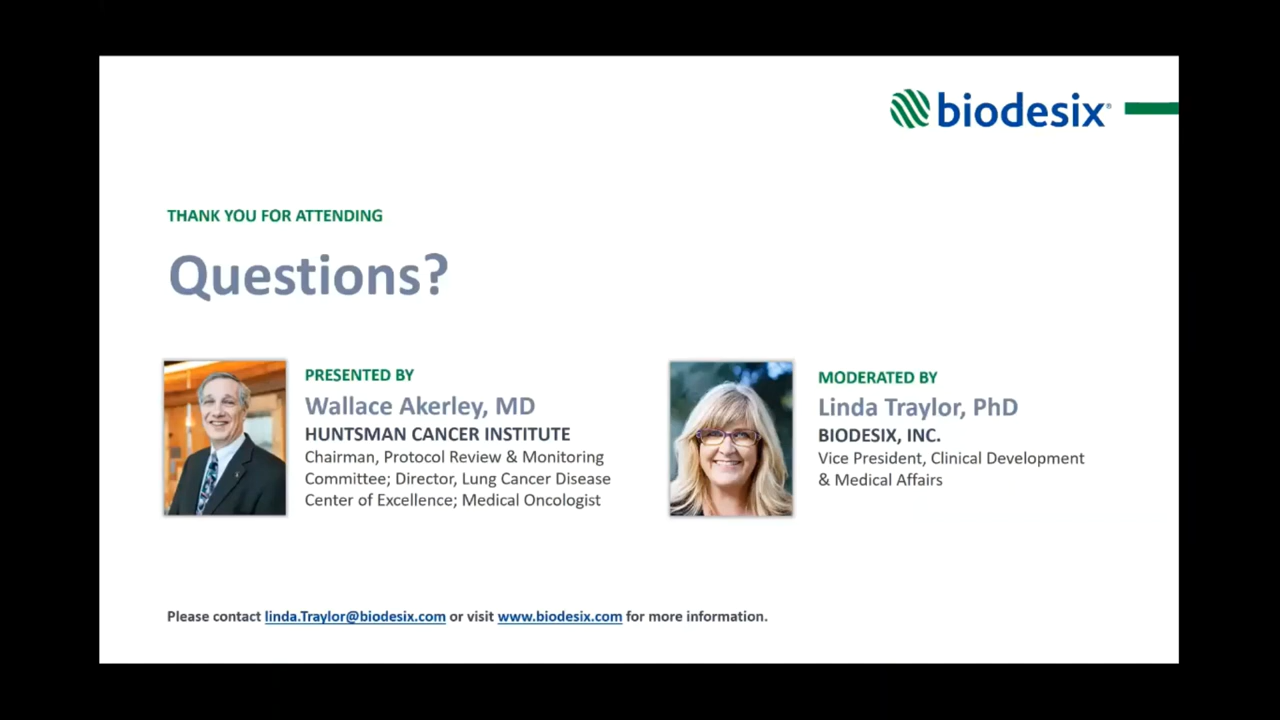 biodesix®
THANK YOU FOR ATTENDING
Questions?
PRESENTED BY
Wallace Akerley, MD
HUNTSMAN CANCER INSTITUTE
Chairman, Protocol Review & Monitoring
Committee; Director, Lung Cancer Disease
Center of Excellence; Medical Oncologist
MODERATED BY
Linda Traylor, PhD
BIODESIX, INC.
Vice President, Clinical Development
& Medical Affairs
Please contact linda.Traylor@biodesix.com or visit www.biodesix.com for more information.